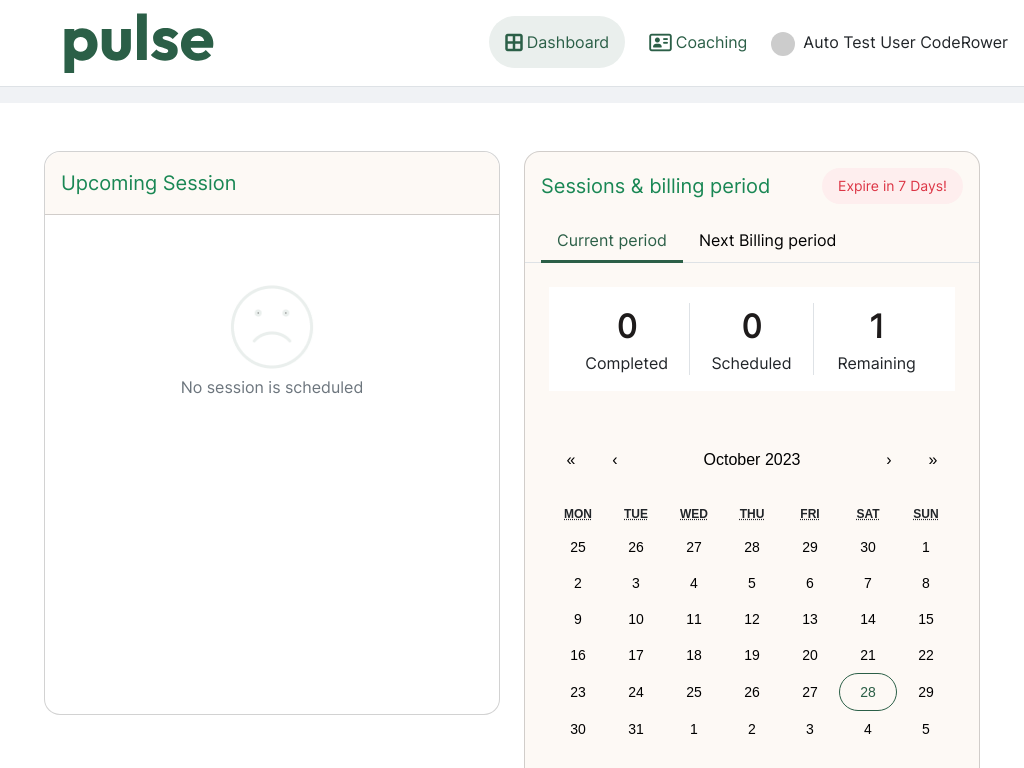 pulse
Dashboard
Coaching
Auto Test User CodeRower
Upcoming Session
No session is scheduled
Sessions & billing period
Expire in 7 Days!
Current period
Next Billing period
0 0 1
Completed Scheduled Remaining
« ‹ October 2023 › »
MON TUE WED THU FRI SAT SUN
25 26 27 28 29 30 1
2 3 4 5 6 7 8
9 10 11 12 13 14 15
16 17 18 19 20 21 22
23 24 25 26 27 28 29
30 31 1 2 3 4 5